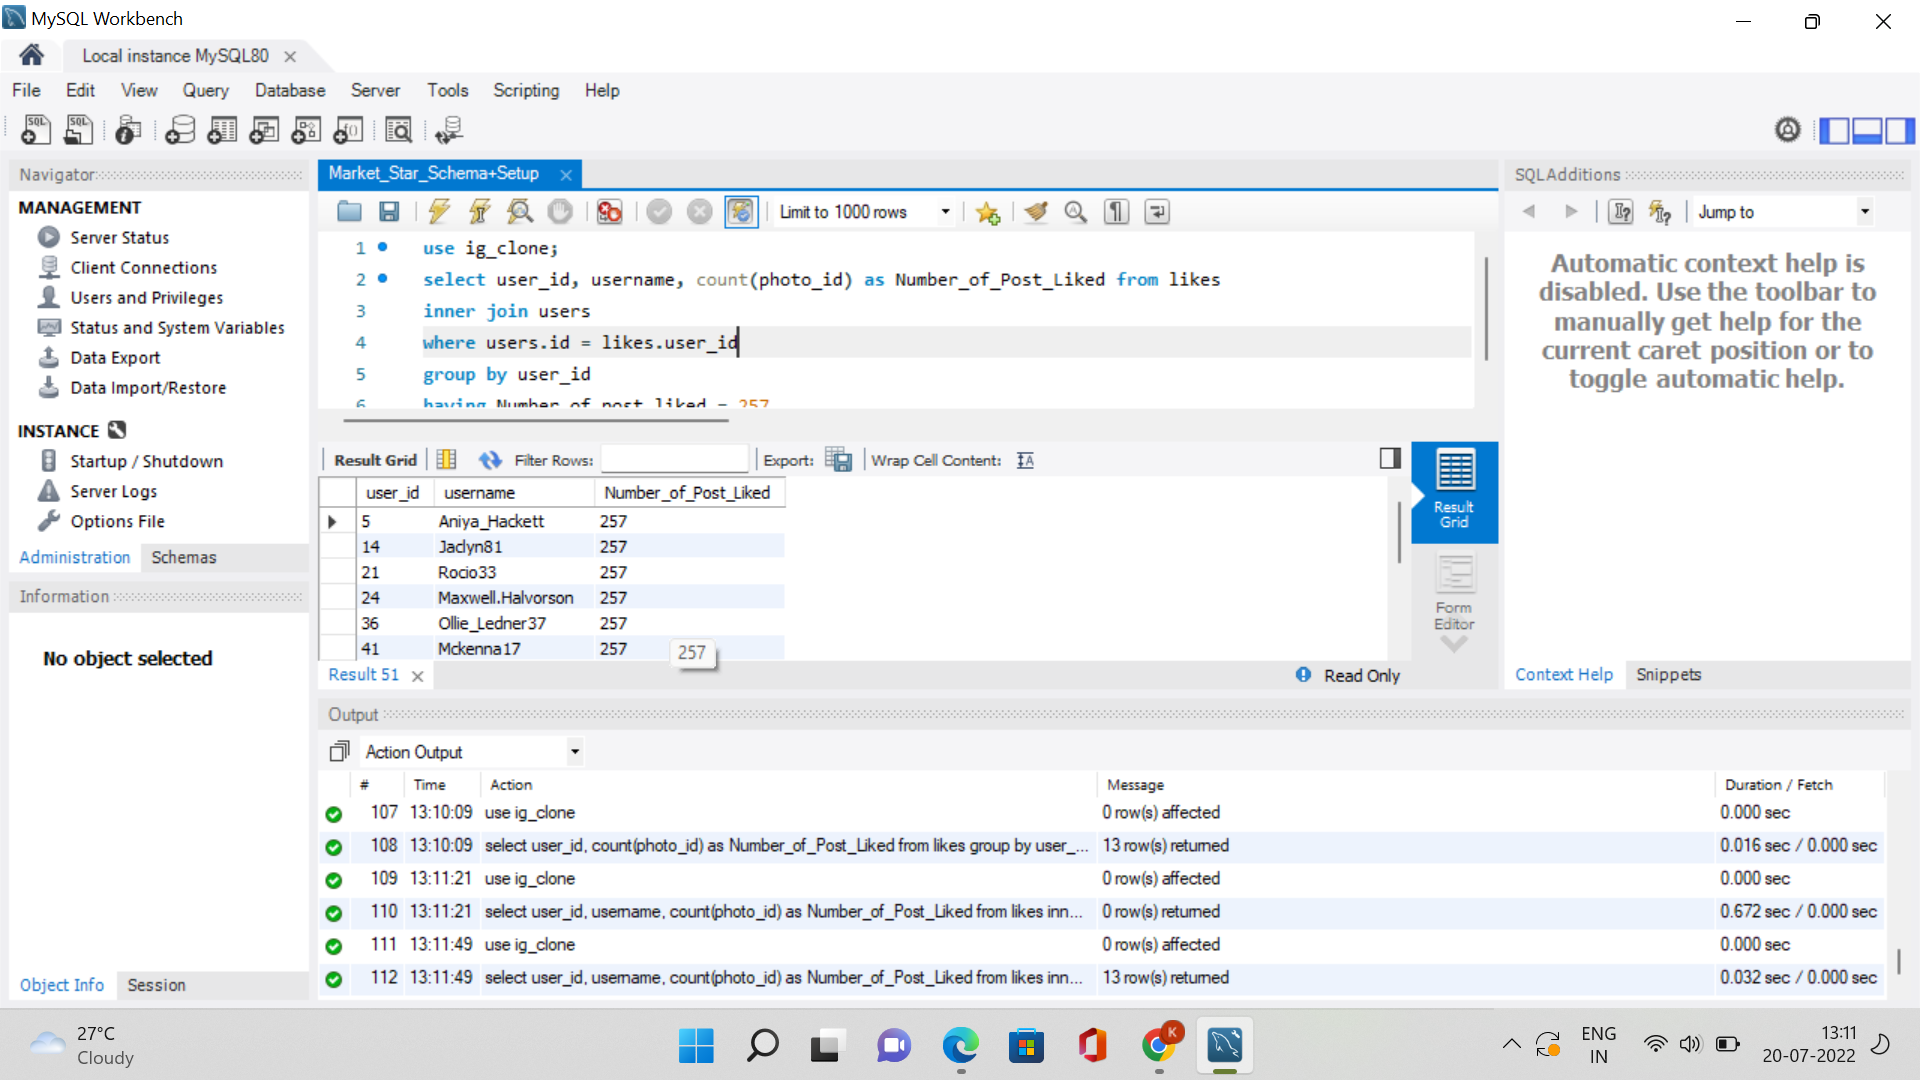 MySQL Workbench
Local instance MySQL80
File Edit View Query Database Server Tools Scripting Help
Navigator
MANAGEMENT
Server Status
Client Connections
Users and Privileges
Status and System Variables
Data Export
Data Import/Restore
INSTANCE
Startup / Shutdown
Server Logs
Options File
Administration Schemas
Information
No object selected
Object Info Session
Market_Star_Schema+Setup
Limit to 1000 rows
1 use ig_clone;
2 select user_id, username, count(photo_id) as Number_of_Post_Liked from likes
3 inner join users
4 where users.id = likes.user_id
5 group by user_id
6 having Number_of_post_liked = 257
Result Grid Filter Rows: Export: Wrap Cell Content:
user_id username Number_of_Post_Liked
5 Aniya_Hackett 257
14 Jaclyn81 257
21 Rocio33 257
24 Maxwell.Halvorson 257
36 Ollie_Ledner37 257
41 Mckenna17 257
257
Result Grid
Form Editor
Result 51
Read Only
SQLAdditions
Jump to
Automatic context help is
disabled. Use the toolbar to
manually get help for the
current caret position or to
toggle automatic help.
Context Help Snippets
Output
Action Output
# Time Action Message Duration / Fetch
107 13:10:09 use ig_clone 0 row(s) affected 0.000 sec
108 13:10:09 select user_id, count(photo_id) as Number_of_Post_Liked from likes group by user_... 13 row(s) returned 0.016 sec / 0.000 sec
109 13:11:21 use ig_clone 0 row(s) affected 0.000 sec
110 13:11:21 select user_id, username, count(photo_id) as Number_of_Post_Liked from likes inn... 0 row(s) returned 0.672 sec / 0.000 sec
111 13:11:49 use ig_clone 0 row(s) affected 0.000 sec
112 13:11:49 select user_id, username, count(photo_id) as Number_of_Post_Liked from likes inn... 13 row(s) returned 0.032 sec / 0.000 sec
27°C
Cloudy
K
ENG
IN
13:11
20-07-2022